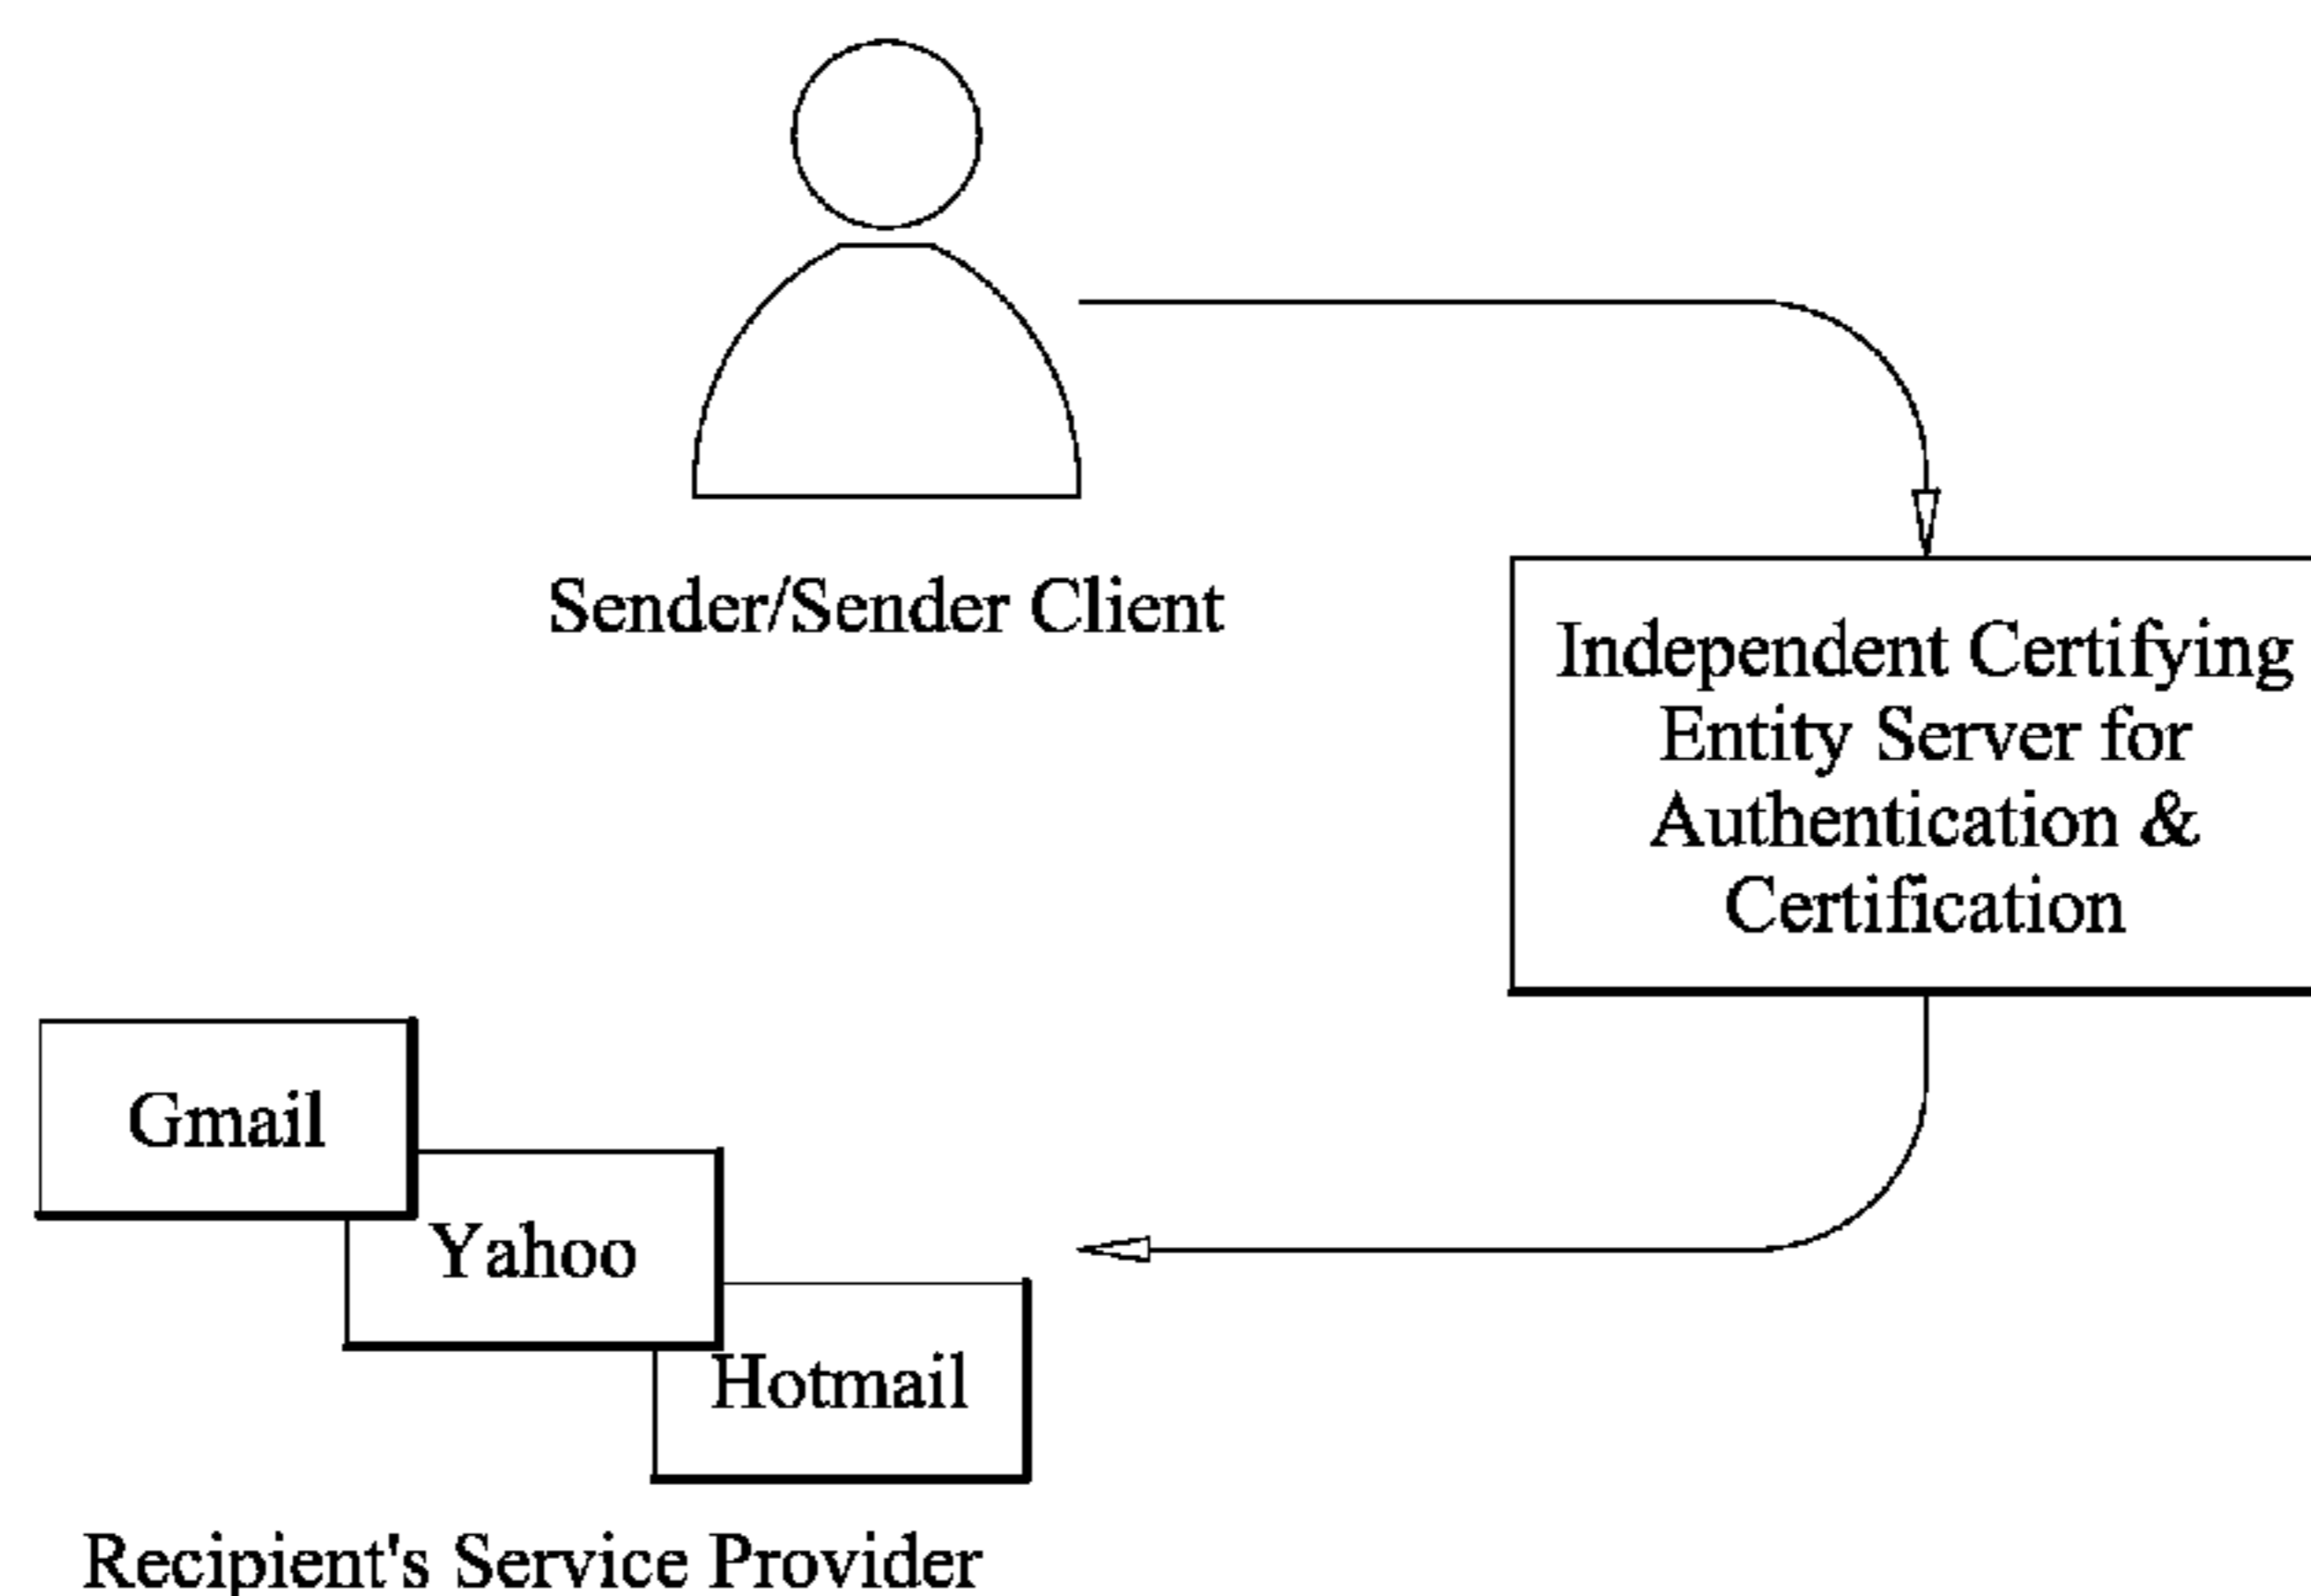 Sender/Sender Client
Independent Certifying
Entity Server for
Authentication &
Certification
Gmail
Yahoo
Hotmail
Recipient's Service Provider